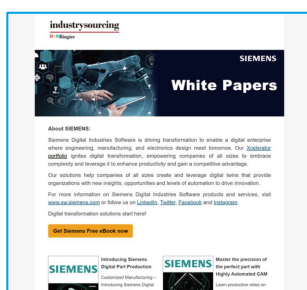 industrysourcing
Ringier
SIEMENS
White Papers
About SIEMENS:
Siemens Digital Industries Software is driving transformation to enable a digital enterprise
where engineering, manufacturing, and electronics design meet tomorrow. Our Xcelerator
portfolio ignites digital transformation, empowering companies of all sizes to embrace
complexity and leverage it to enhance productivity and gain a competitive advantage.
Our solutions help companies of all sizes create and leverage digital twins that provide
organizations with new insights, opportunities and levels of automation to drive innovation.
For more information on Siemens Digital Industries Software products and services, visit
www.sw.siemens.com or follow us on LinkedIn, Twitter, Facebook and Instagram.
Digital transformation solutions start here!
Get Siemens Free eBook now
SIEMENS
Introducing Siemens
Digital Part Production
Customized Manufacturing –
Introducing Siemens Digital
SIEMENS
Master the precision of
the perfect part with
Highly Automated CAM
Learn production relies on